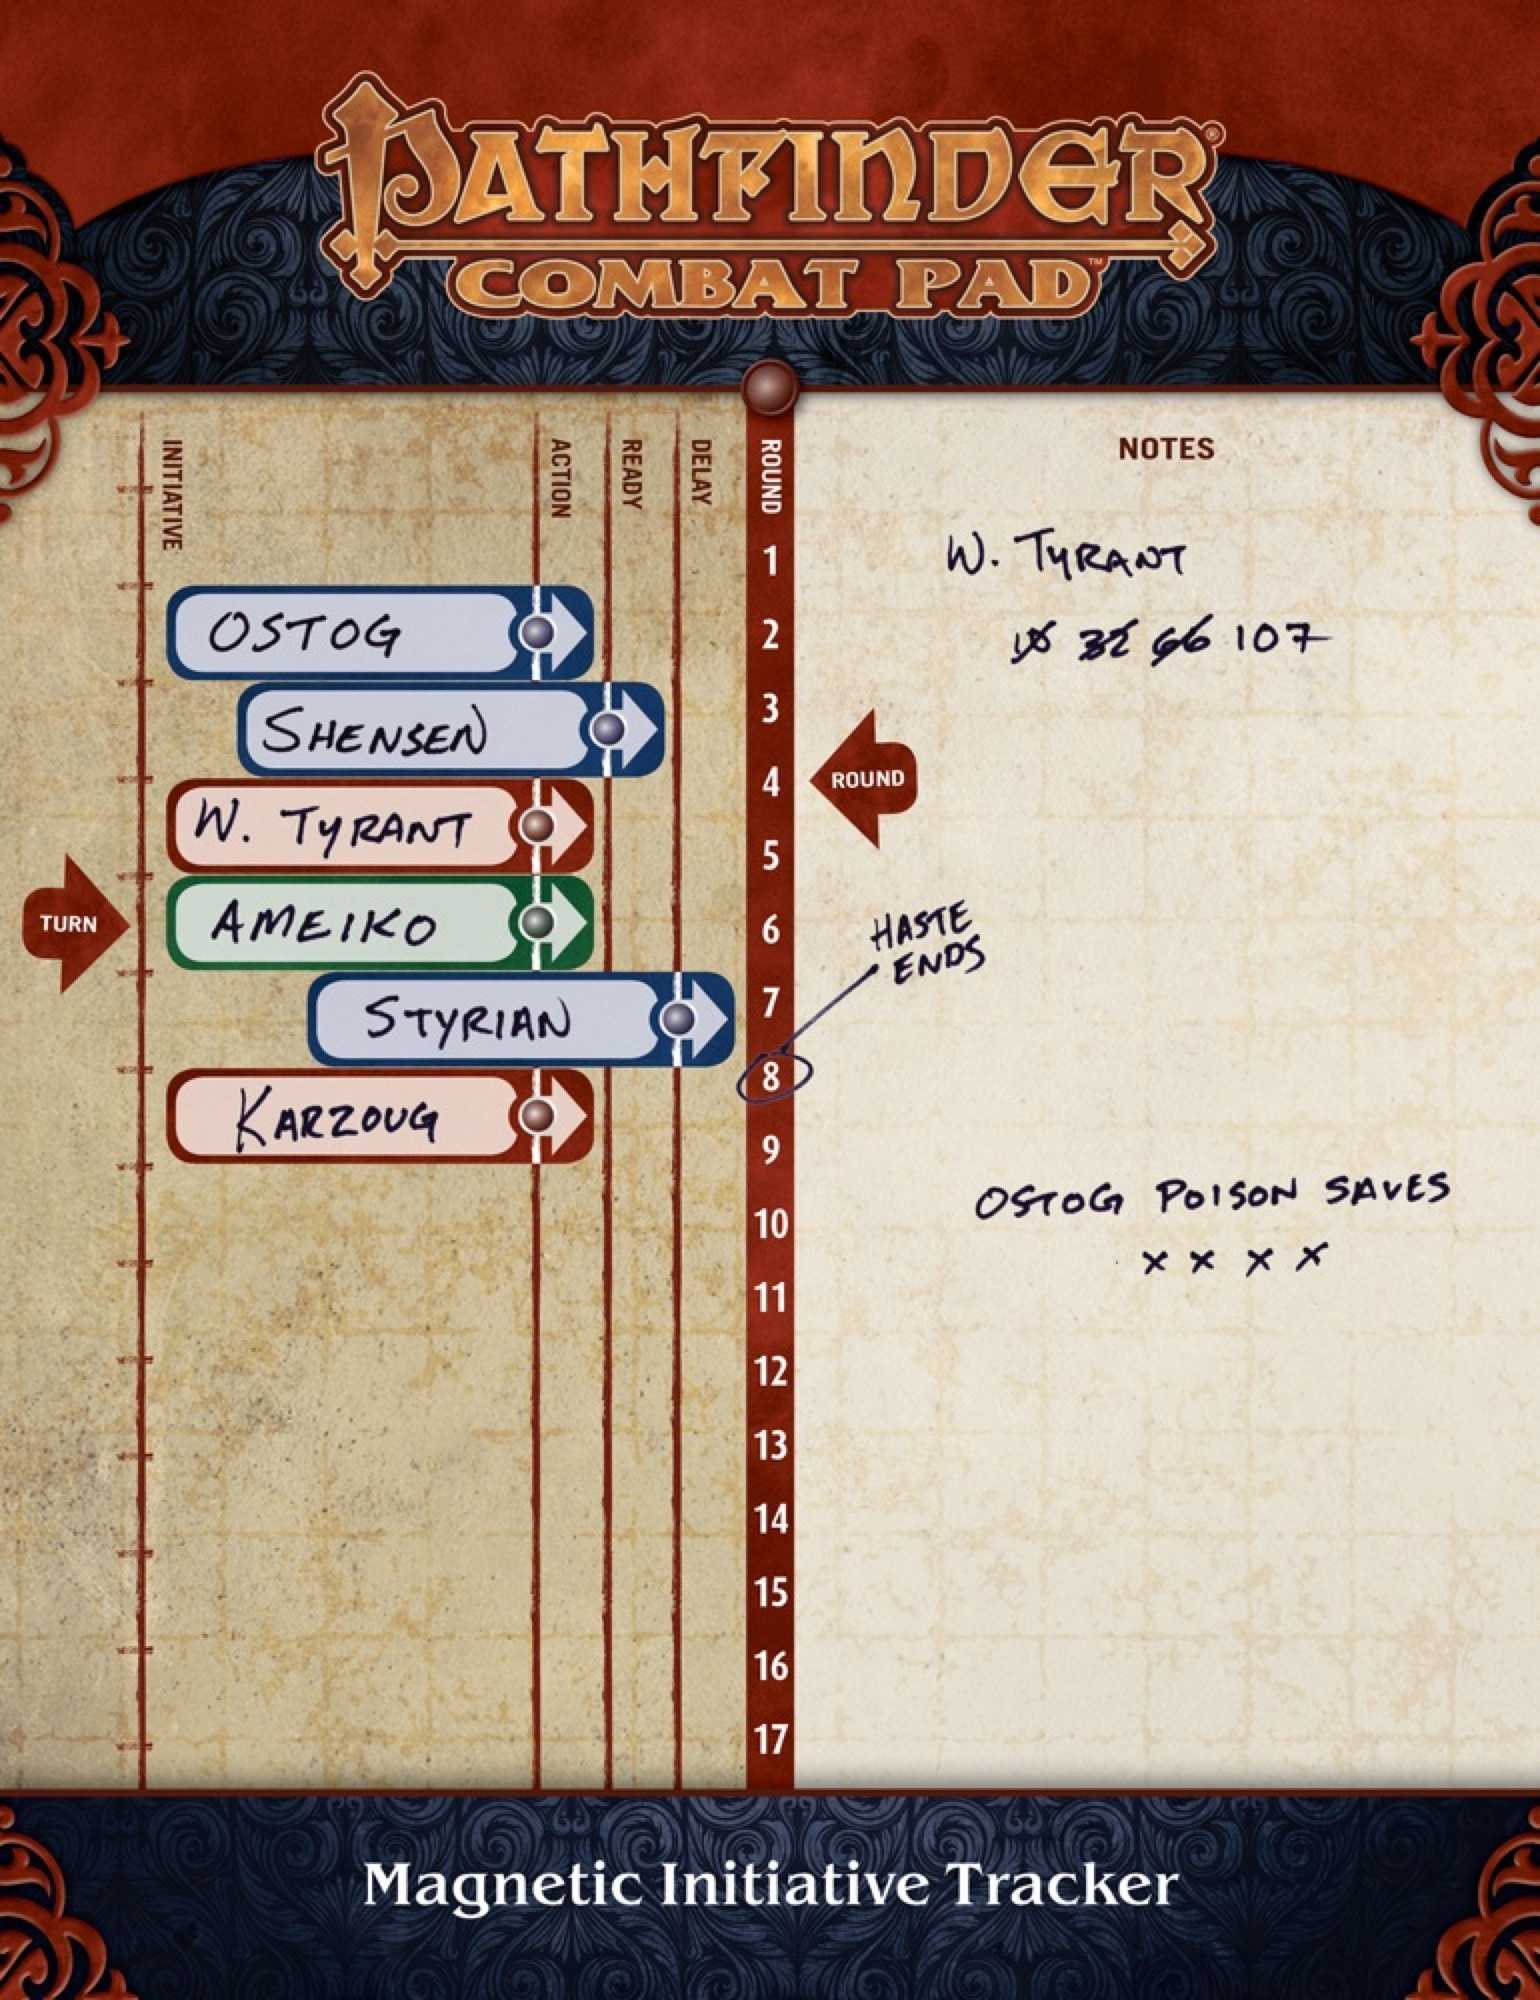 PATHFINDER®
COMBAT PAD™
INITIATIVE
ACTION
READY
DELAY
ROUND
NOTES
1
2
3
4
5
6
7
8
9
10
11
12
13
14
15
16
17
OSTOG
SHENSEN
W. TYRANT
TURN
AMEIKO
STYRIAN
KARZOUG
W. TYRANT
32 66 107
ROUND
HASTE
ENDS
OSTOG POISON SAVES
x x x x
Magnetic Initiative Tracker